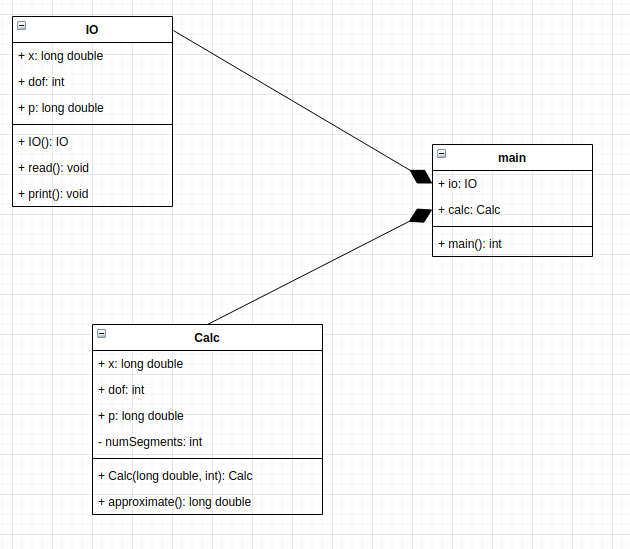 IO
+ x: long double
+ dof: int
+ p: long double
+ IO(): IO
+ read(): void
+ print(): void
main
+ io: IO
+ calc: Calc
+ main(): int
Calc
+ x: long double
+ dof: int
+ p: long double
- numSegments: int
+ Calc(long double, int): Calc
+ approximate(): long double